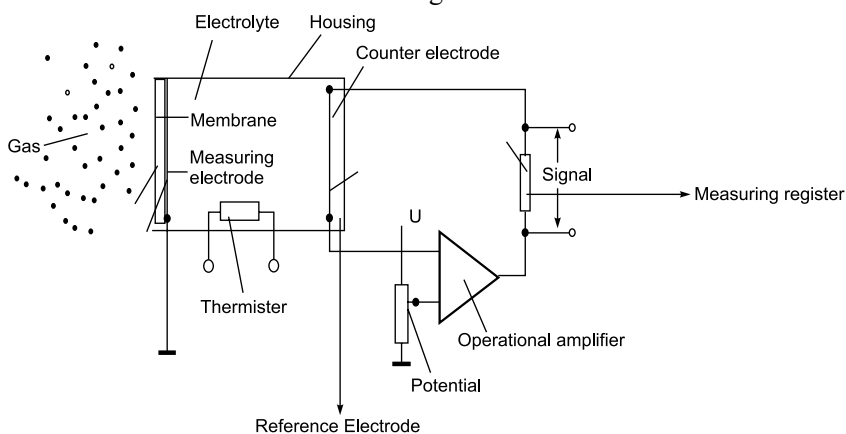 Electrolyte
Housing
Counter electrode
Gas
Membrane
Measuring
electrode
Signal
Measuring register
U
Thermister
Operational amplifier
Potential
Reference Electrode